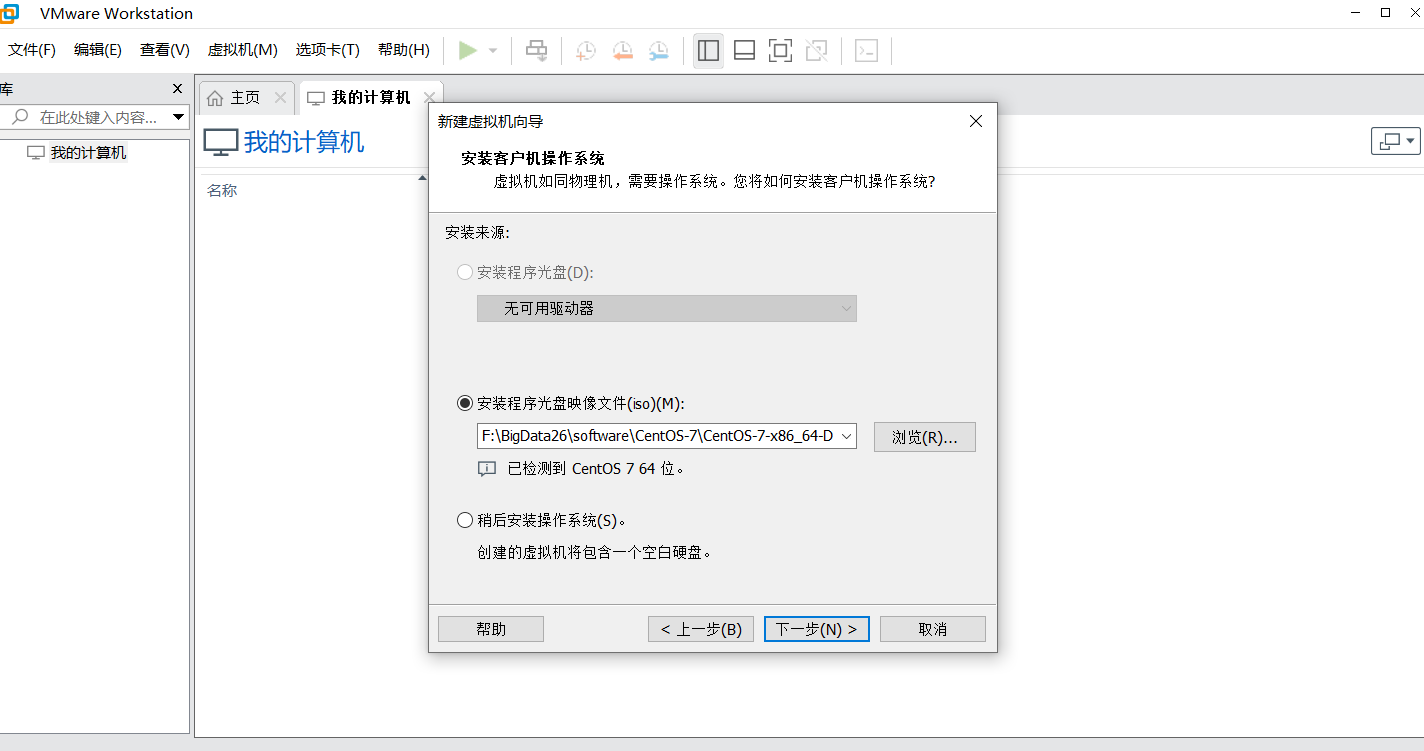 VMware Workstation
文件(F) 编辑(E) 查看(V) 虚拟机(M) 选项卡(T) 帮助(H)
库
在此处键入内容...
我的计算机
主页
我的计算机
我的计算机
名称
新建虚拟机向导
安装客户机操作系统
虚拟机如同物理机，需要操作系统。您将如何安装客户机操作系统?
安装来源:
安装程序光盘(D):
无可用驱动器
安装程序光盘映像文件(iso)(M):
F:\BigData26\software\CentOS-7\CentOS-7-x86_64-D
浏览(R)...
已检测到 CentOS 7 64 位。
稍后安装操作系统(S)。
创建的虚拟机将包含一个空白硬盘。
帮助 < 上一步(B) 下一步(N) > 取消